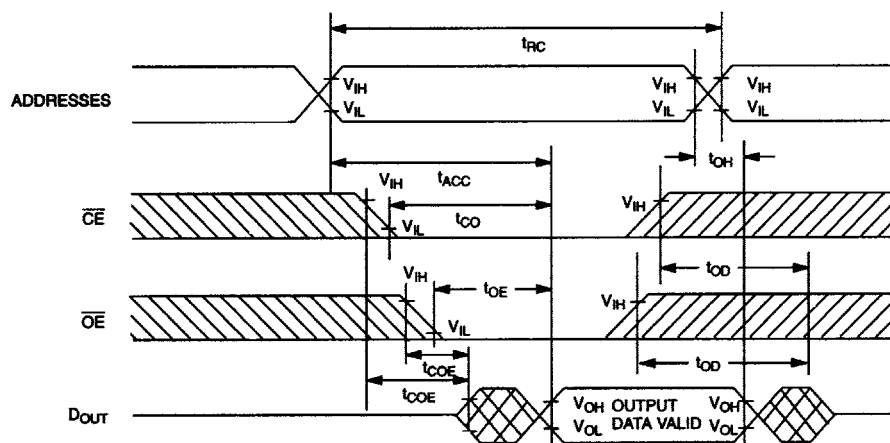 tRC
ADDRESSES
VIH VIH VIH
VIL VIL VIL
tOH
tACC
VIH VIH
CE
tCO
VIL
tOD
VIH VIH
tOE
OE
VIL
tCOE tOD
tCOE
DOUT
VOH OUTPUT VOH
VOL DATA VALID VOL